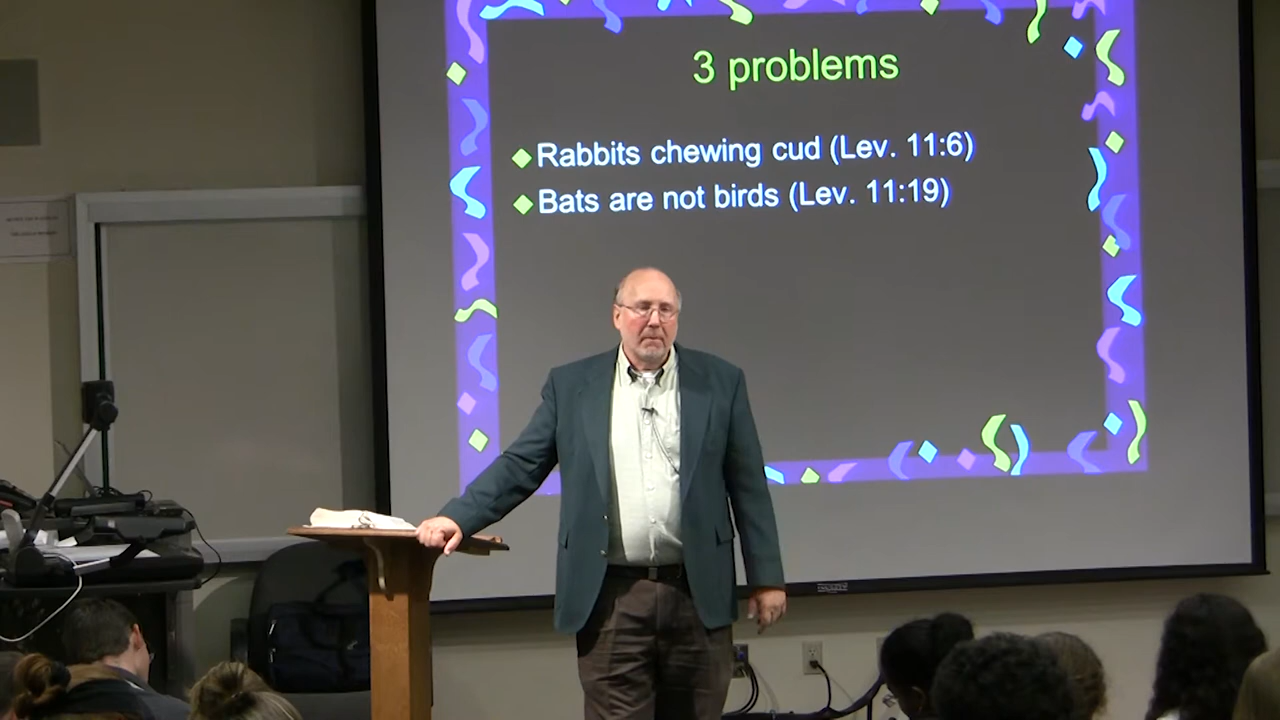 3 problems
Rabbits chewing cud (Lev. 11:6)
Bats are not birds (Lev. 11:19)